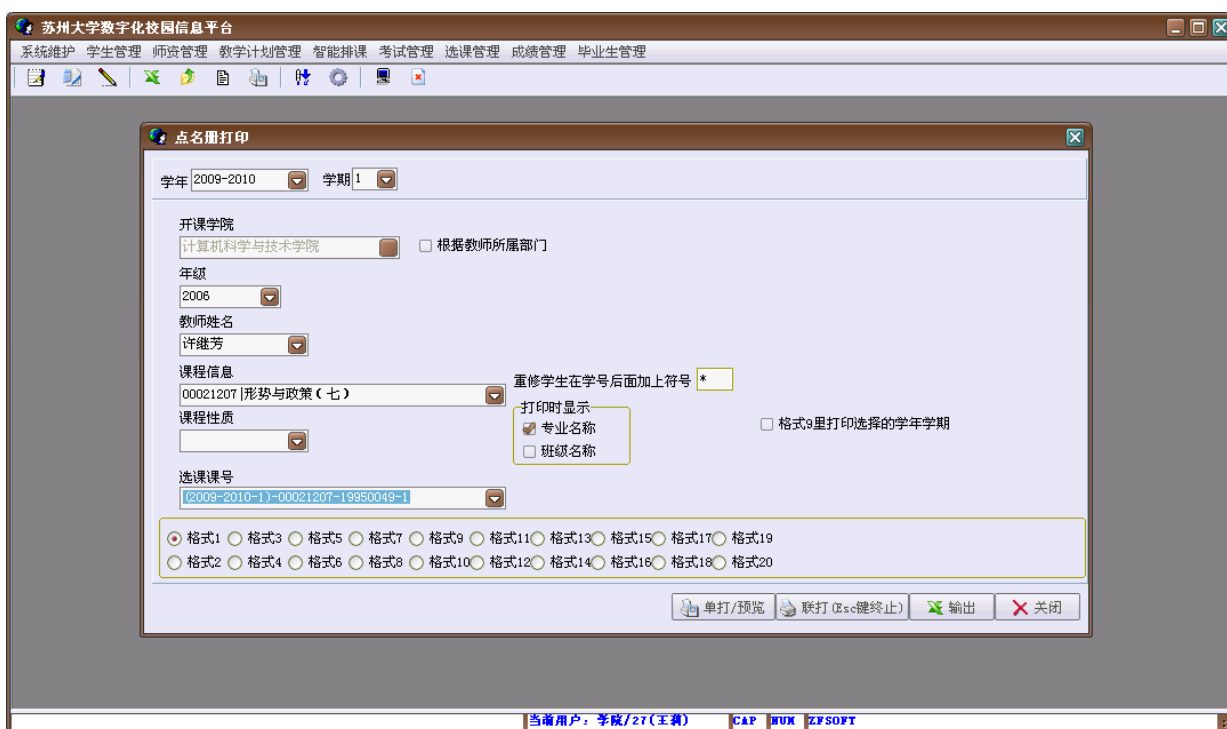 苏州大学数字化校园信息平台
系统维护 学生管理 师资管理 教学计划管理 智能排课 考试管理 选课管理 成绩管理 毕业生管理
点名册打印
学年 2009-2010 学期 1
开课学院
计算机科学与技术学院 根据教师所属部门
年级
2006
教师姓名
许继芳
课程信息 重修学生在学号后面加上符号 *
00021207|形势与政策(七)
打印时显示
课程性质 专业名称 格式9里打印选择的学年学期
班级名称
选课课号
(2009-2010-1)-00021207-19950049-1
格式1 格式3 格式5 格式7 格式9 格式11 格式13 格式15 格式17 格式19
格式2 格式4 格式6 格式8 格式10 格式12 格式14 格式16 格式18 格式20
单打/预览 联打(Esc键终止) 输出 关闭
当前用户:学院/27(王莉) CAP NUM ZFSOFT